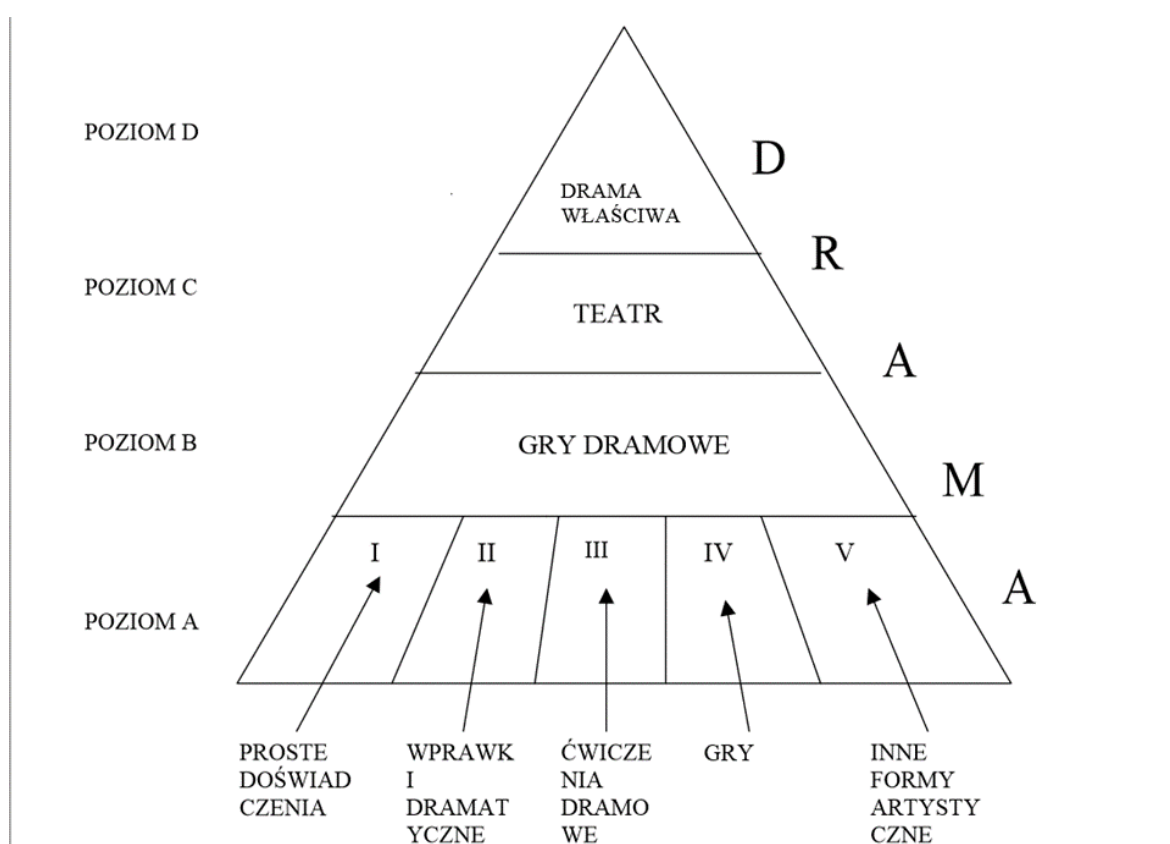 POZIOM D
D
DRAMA
WŁAŚCIWA
R
POZIOM C
TEATR
A
POZIOM B
GRY DRAMOWE
M
I
II
III
IV
V
A
POZIOM A
PROSTE
DOŚWIAD
CZENIA
WPRAWK
I
DRAMAT
YCZNE
ĆWICZE
NIA
DRAMO
WE
GRY
INNE
FORMY
ARTYSTY
CZNE